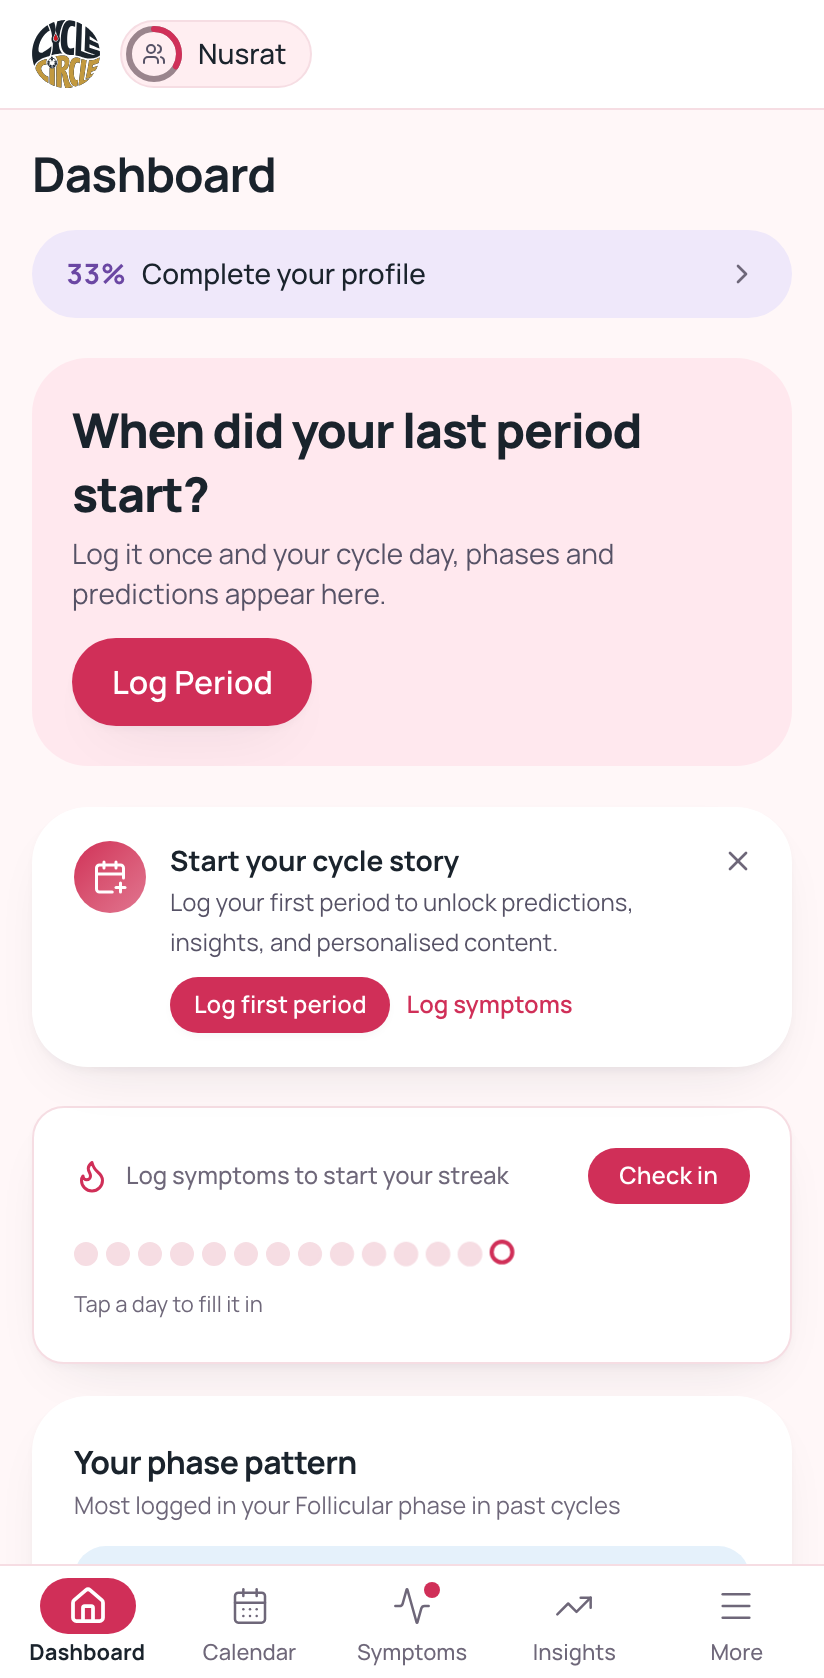 CYCLE
CIRCLE
Nusrat
Dashboard
33% Complete your profile
When did your last period
start?
Log it once and your cycle day, phases and
predictions appear here.
Log Period
Start your cycle story
Log your first period to unlock predictions,
insights, and personalised content.
Log first period Log symptoms
Log symptoms to start your streak Check in
Tap a day to fill it in
Your phase pattern
Most logged in your Follicular phase in past cycles
Dashboard Calendar Symptoms Insights More